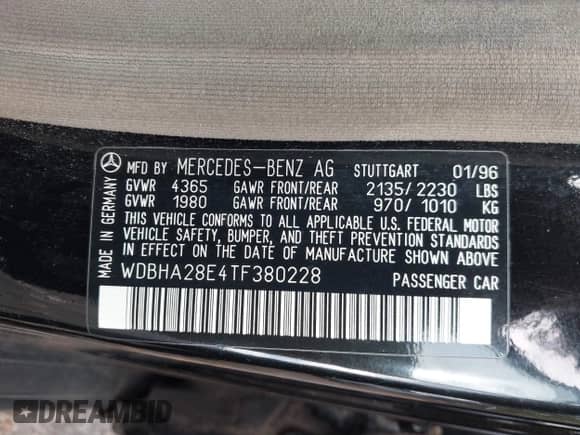 MADE IN GERMANY
MFD BY MERCEDES-BENZ AG STUTTGART 01/96
GVWR 4365 GAWR FRONT/REAR 2135/2230 LBS
GVWR 1980 GAWR FRONT/REAR 970/1010 KG
THIS VEHICLE CONFORMS TO ALL APPLICABLE U.S. FEDERAL MOTOR
VEHICLE SAFETY, BUMPER, AND THEFT PREVENTION STANDARDS
IN EFFECT ON THE DATE OF MANUFACTURE SHOWN ABOVE
WDBHA28E4TF380228 PASSENGER CAR
DREAMBID